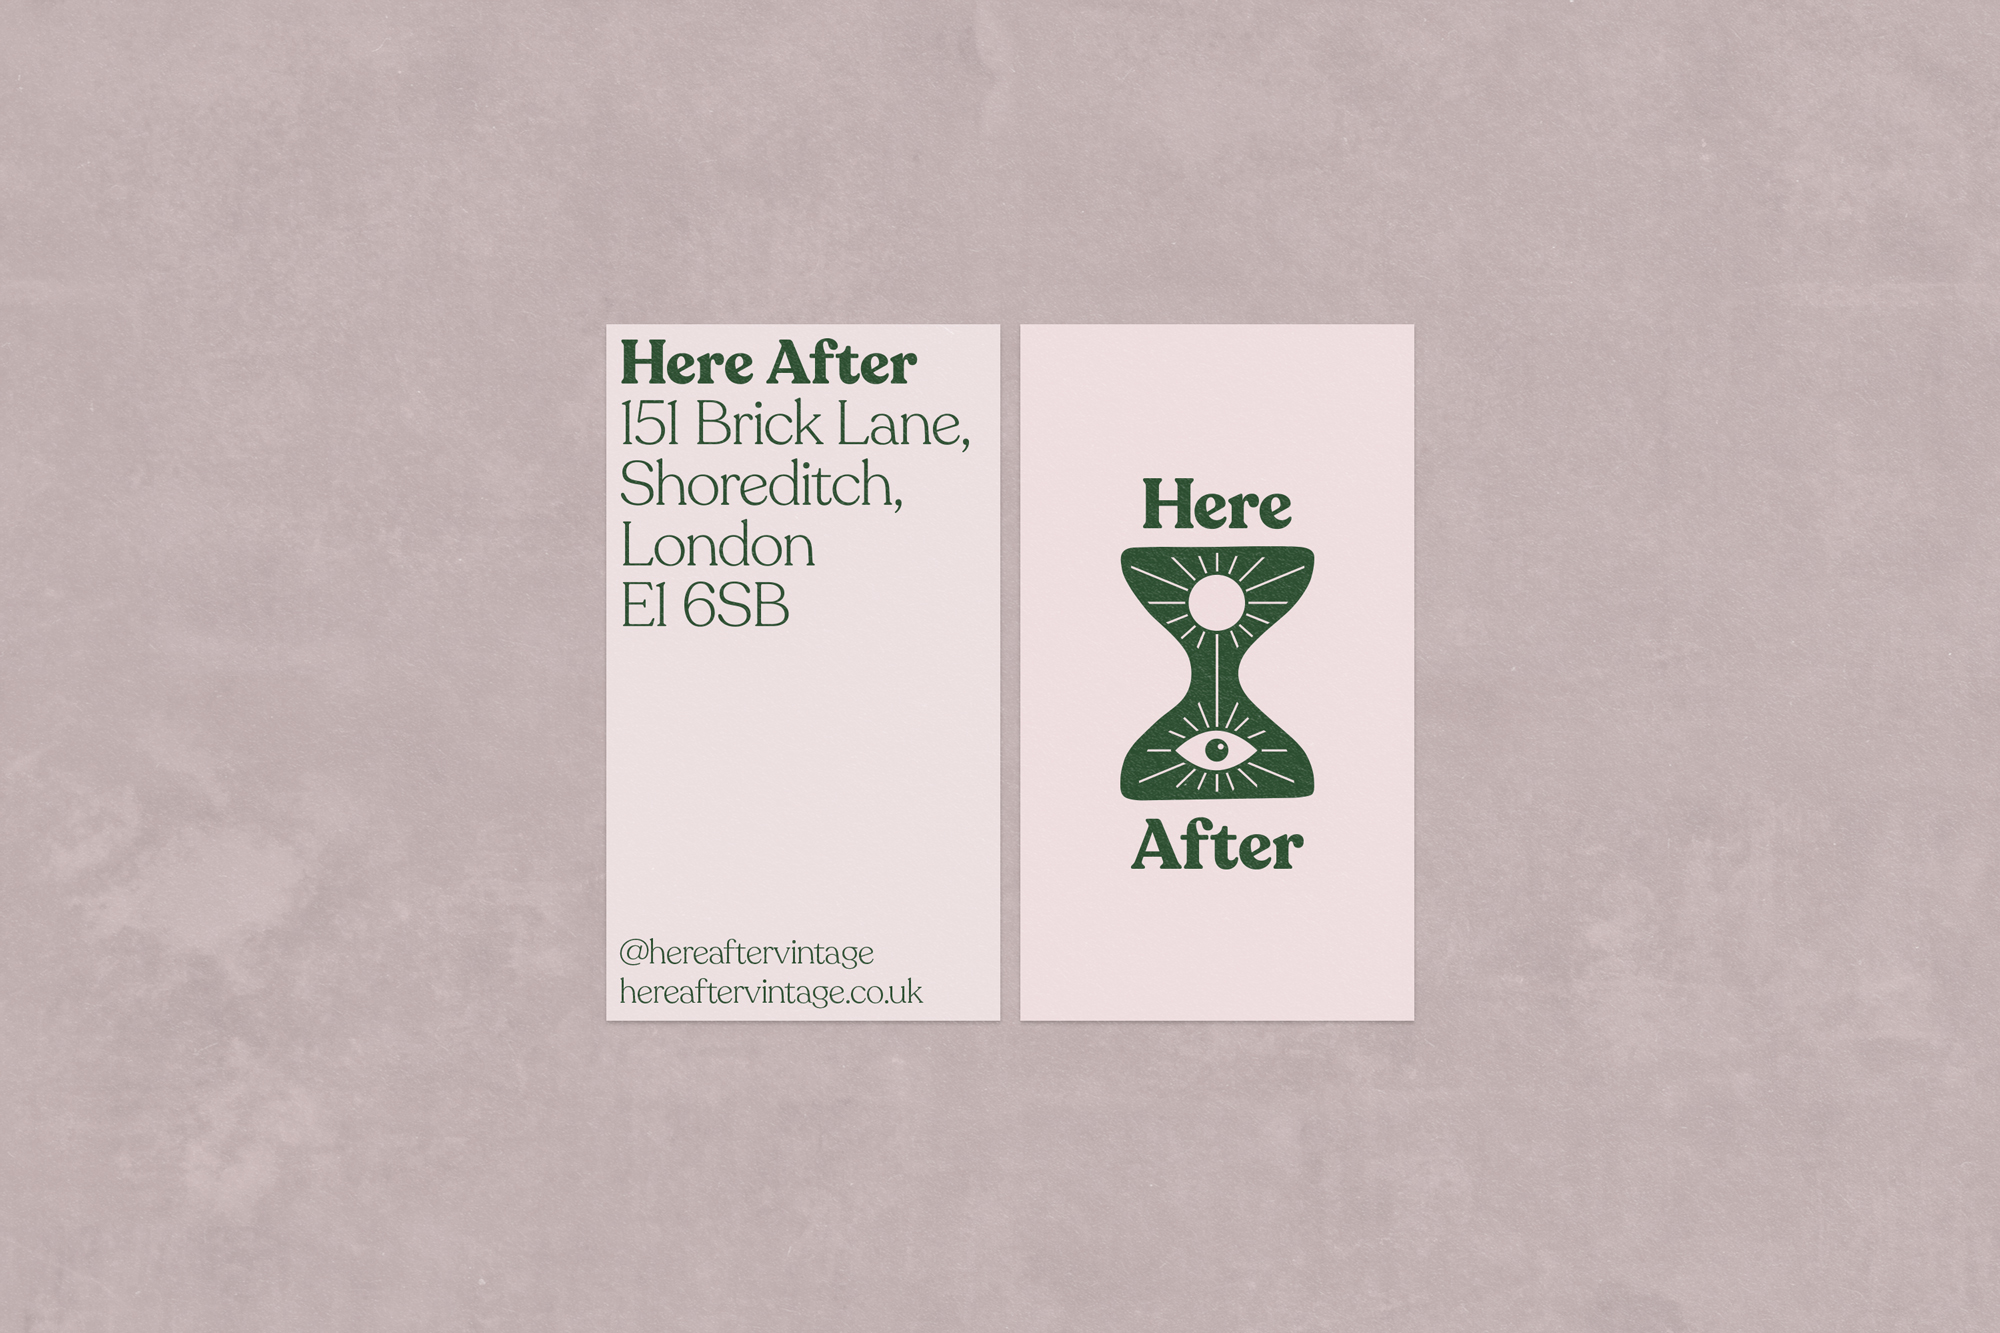 Here After
151 Brick Lane,
Shoreditch,
London
E1 6SB
@hereaftervintage
hereaftervintage.co.uk
Here
After